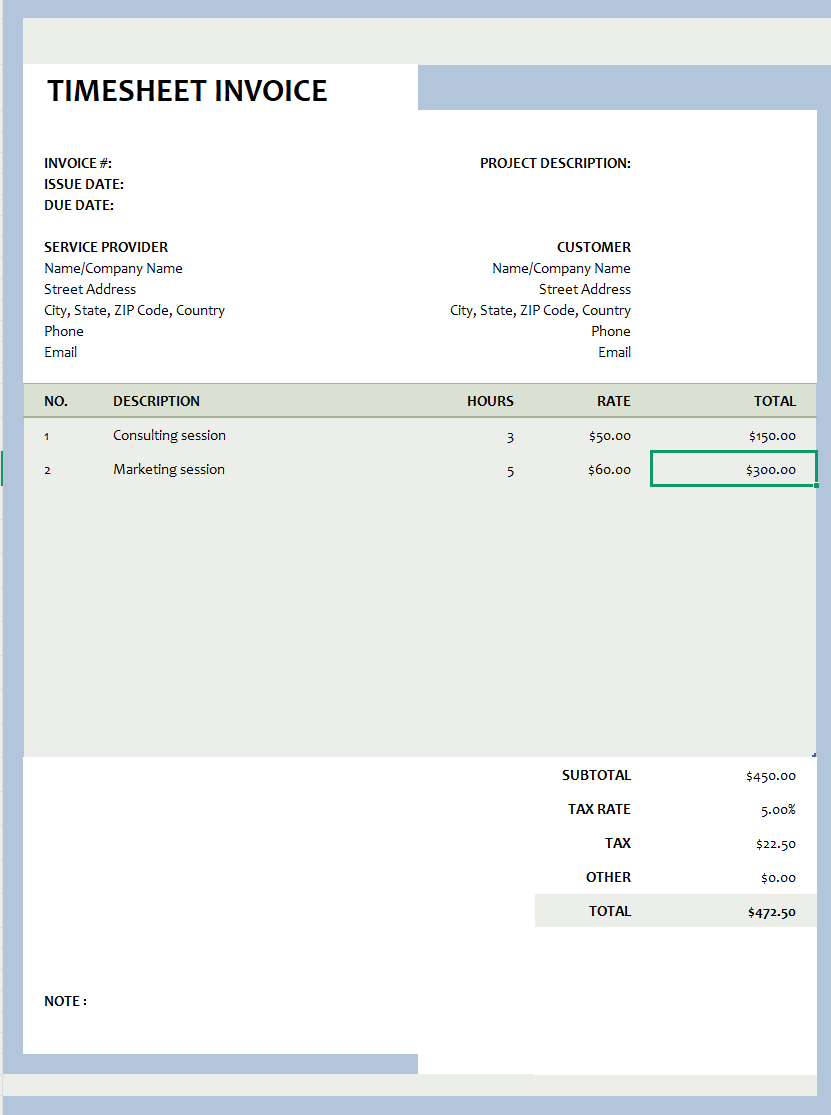 TIMESHEET INVOICE
INVOICE #: PROJECT DESCRIPTION:
ISSUE DATE:
DUE DATE:
SERVICE PROVIDER CUSTOMER
Name/Company Name Name/Company Name
Street Address Street Address
City, State, ZIP Code, Country City, State, ZIP Code, Country
Phone Phone
Email Email
NO. DESCRIPTION HOURS RATE TOTAL
1 Consulting session 3 $50.00 $150.00
2 Marketing session 5 $60.00 $300.00
SUBTOTAL $450.00
TAX RATE 5.00%
TAX $22.50
OTHER $0.00
TOTAL $472.50
NOTE :